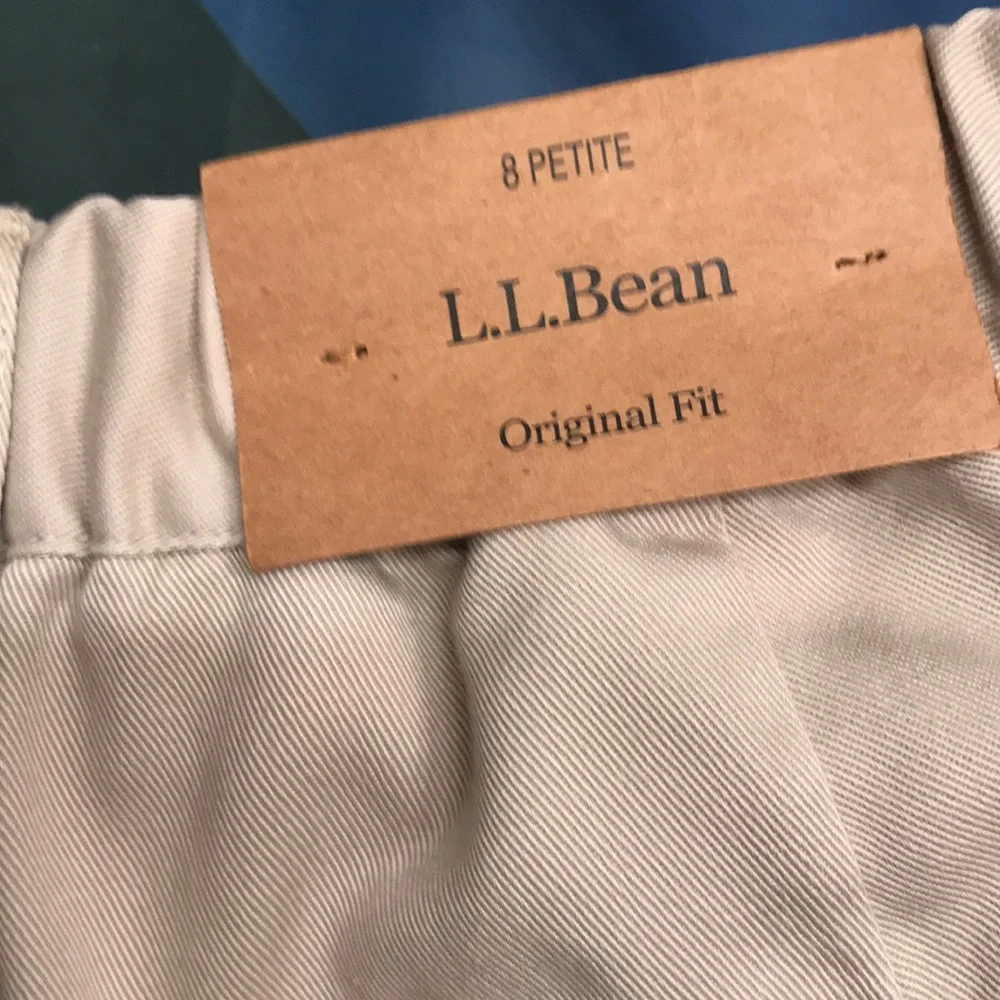 8 PETITE
L.L.Bean
Original Fit